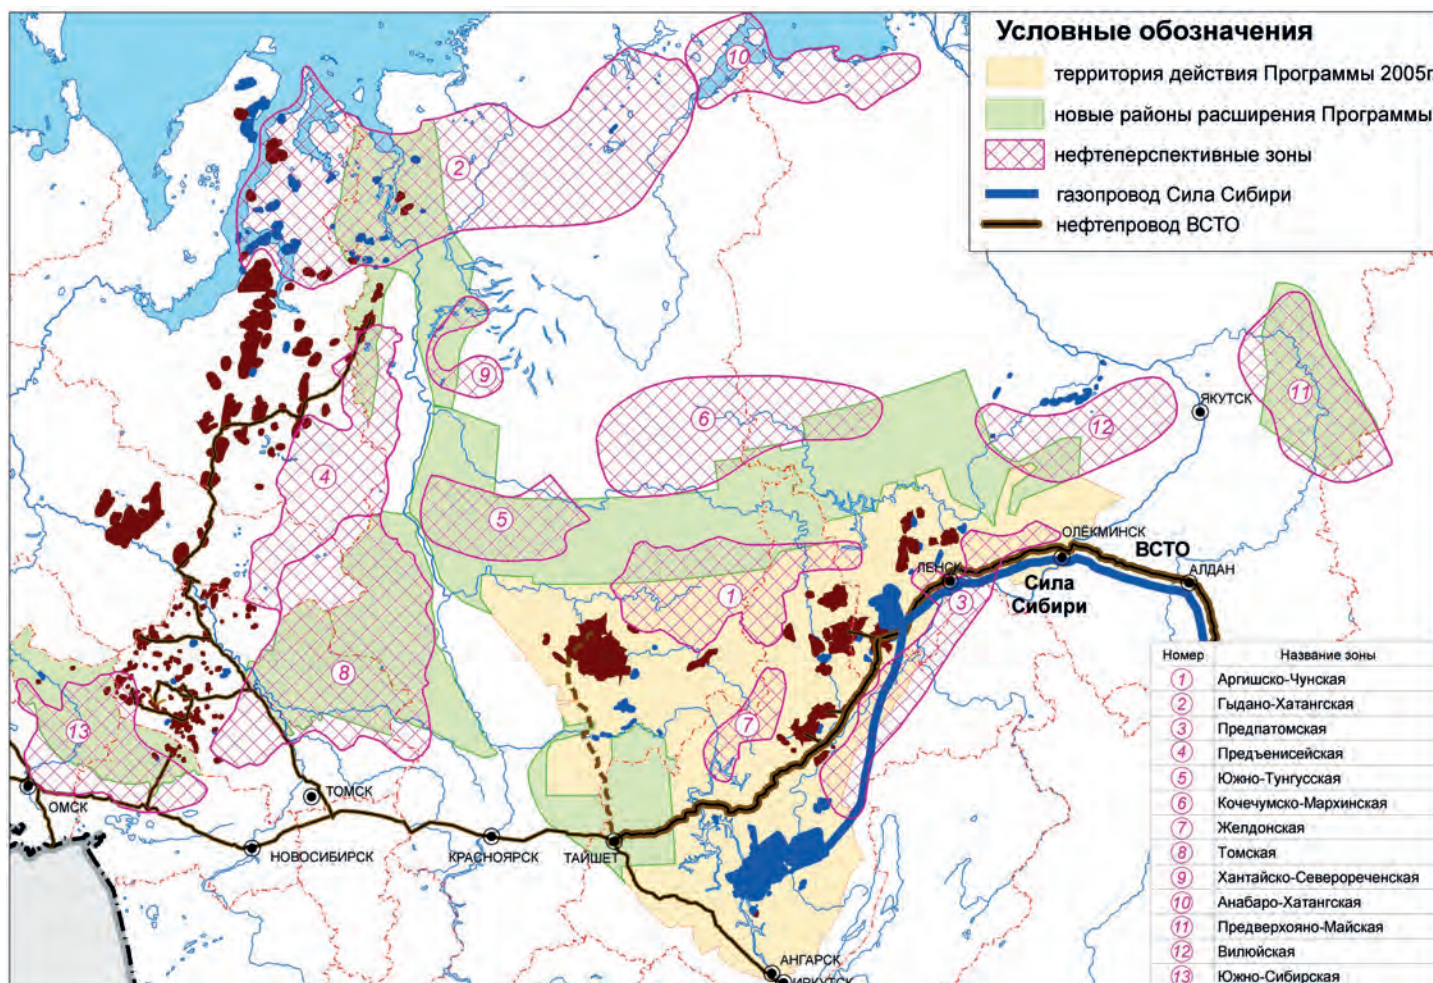 Условные обозначения
территория действия Программы 2005г
новые районы расширения Программы
нефтеперспективные зоны
газопровод Сила Сибири
нефтепровод ВСТО
10
2
9
6
11
ЯКУТСК
12
4
5
ОЛЁКМИНСК
ВСТО
ЛЕНСК
АЛДАН
Сила
Сибири
1
3
8
7
13
ОМСК
ТОМСК
НОВОСИБИРСК
КРАСНОЯРСК
ТАЙШЕТ
АНГАРСК
ИРКУТСК
Номер Название зоны
1 Аргишско-Чунская
2 Гыдано-Хатангская
3 Предпатомская
4 Предъенисейская
5 Южно-Тунгусская
6 Кочечумско-Мархинская
7 Желдонская
8 Томская
9 Хантайско-Северореченская
10 Анабаро-Хатангская
11 Предверхояно-Майская
12 Вилюйская
13 Южно-Сибирская